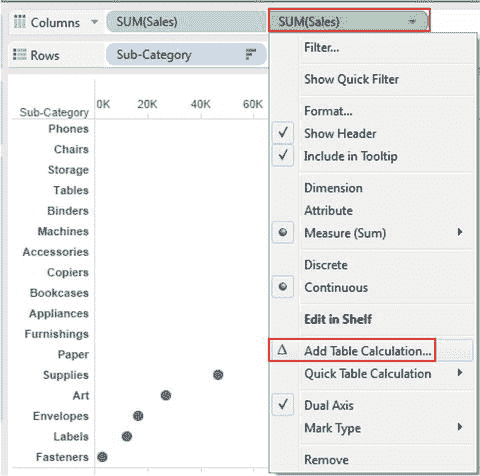 Columns SUM(Sales) SUM(Sales)
Rows Sub-Category
Sub-Category 0K 20K 40K 60K
Phones
Chairs
Storage
Tables
Binders
Machines
Accessories
Copiers
Bookcases
Appliances
Furnishings
Paper
Supplies
Art
Envelopes
Labels
Fasteners
Filter...
Show Quick Filter
Format...
Show Header
Include in Tooltip
Dimension
Attribute
Measure (Sum)
Discrete
Continuous
Edit in Shelf
Add Table Calculation...
Quick Table Calculation
Dual Axis
Mark Type
Remove